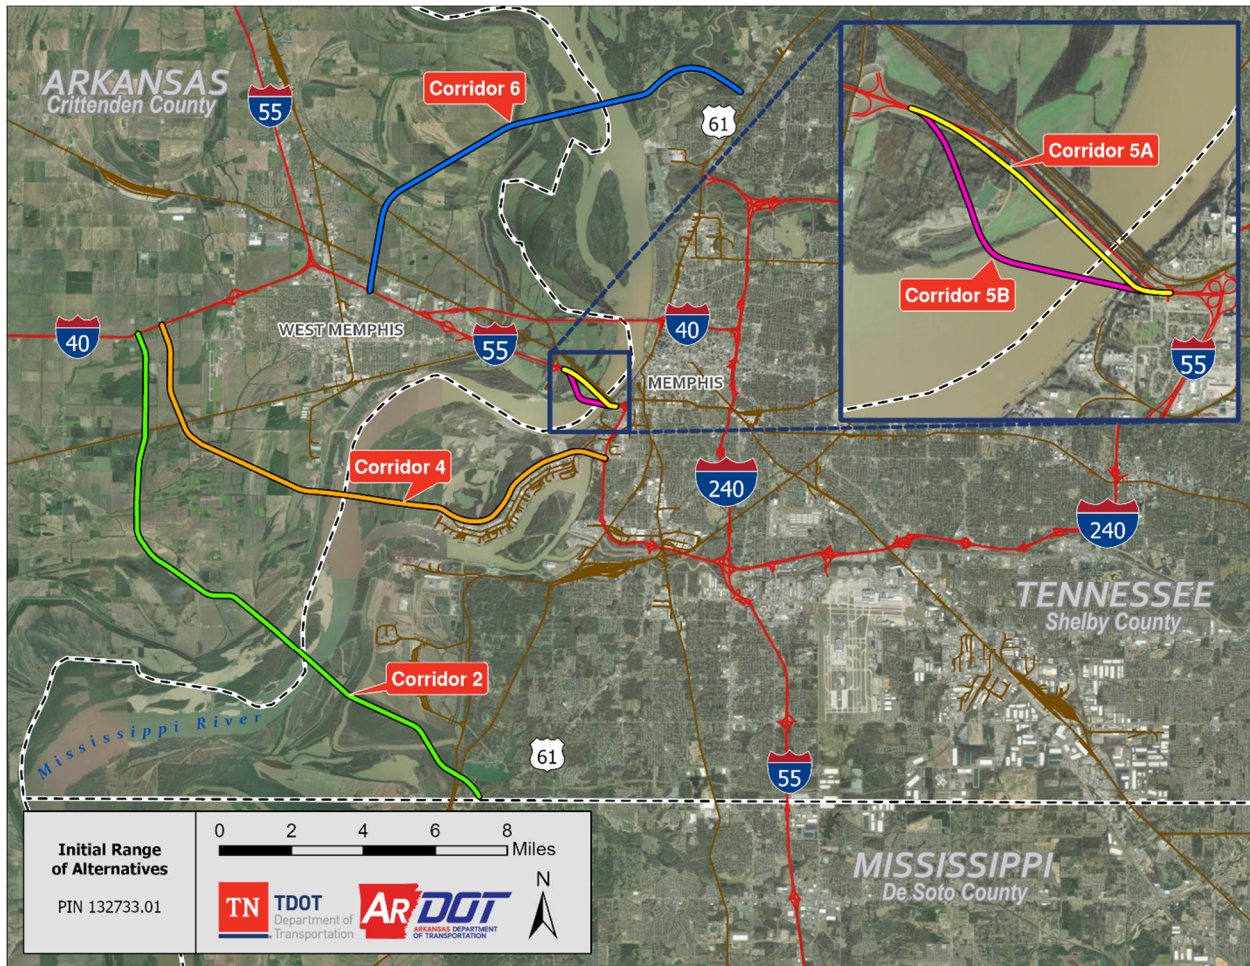 ARKANSAS
Crittenden County
55
Corridor 6
61
Corridor 5A
Corridor 5B
55
40
WEST MEMPHIS
55
40
MEMPHIS
Corridor 4
240
240
TENNESSEE
Shelby County
Corridor 2
Mississippi River
61
55
MISSISSIPPI
De Soto County
Initial Range
of Alternatives
PIN 132733.01
0 2 4 6 8
Miles
N
TN
TDOT
Department of
Transportation
ARDOT
ARKANSAS DEPARTMENT
OF TRANSPORTATION